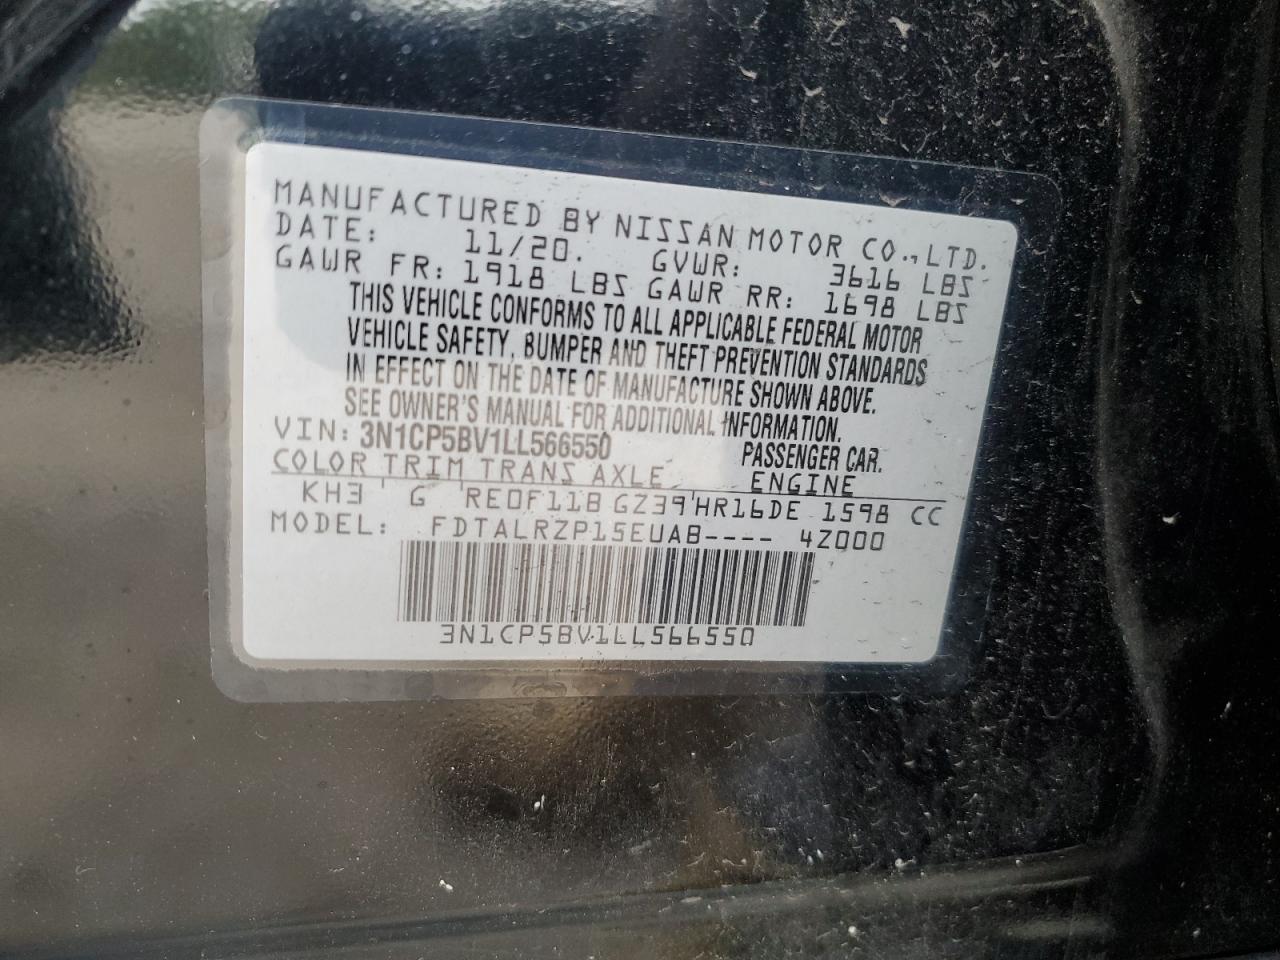 MANUFACTURED BY NISSAN MOTOR CO., LTD.
DATE: 11/20. GVWR: 3616 LBS
GAWR FR: 1918 LBS GAWR RR: 1698 LBS
THIS VEHICLE CONFORMS TO ALL APPLICABLE FEDERAL MOTOR
VEHICLE SAFETY, BUMPER AND THEFT PREVENTION STANDARDS
IN EFFECT ON THE DATE OF MANUFACTURE SHOWN ABOVE.
SEE OWNER'S MANUAL FOR ADDITIONAL INFORMATION.
VIN: 3N1CP5BV1LL566550 PASSENGER CAR.
COLOR TRIM TRANS AXLE ENGINE
KH3 G RE0F11B GZ39 HR16DE 1598 CC
MODEL: FDTALRZP15EUAB---- 4Z000
3N1CP5BV1LL566550